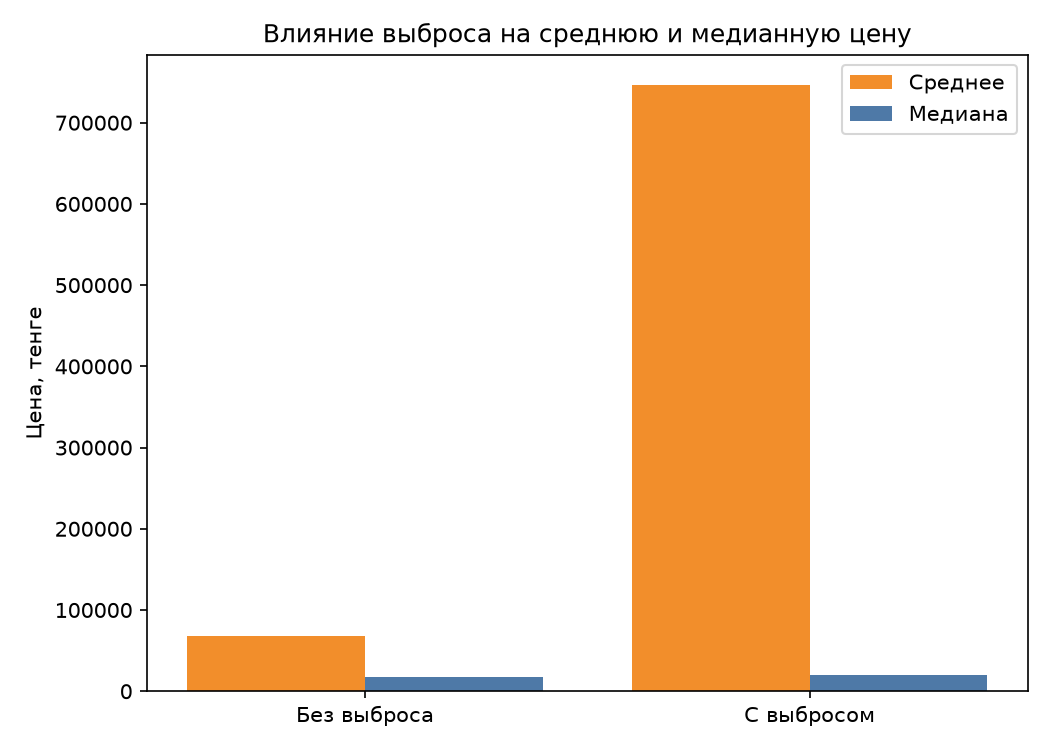 Влияние выброса на среднюю и медианную цену
Среднее
Медиана
Цена, тенге
700000
600000
500000
400000
300000
200000
100000
0
Без выброса
С выбросом